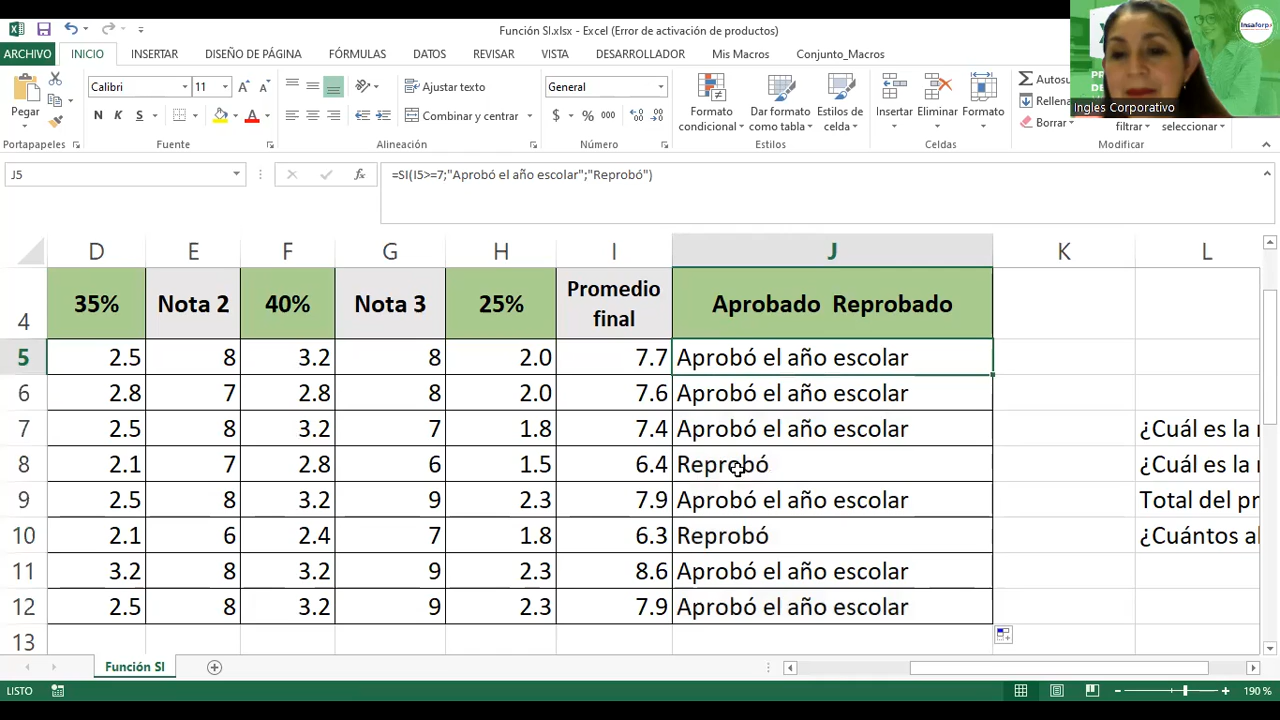 Función SI.xlsx - Excel (Error de activación de productos)
ARCHIVO INICIO INSERTAR DISEÑO DE PÁGINA FÓRMULAS DATOS REVISAR VISTA DESARROLLADOR Mis Macros Conjunto_Macros
Insaforp
Ingles Corporativo
Pegar
Calibri 11
N K S
Ajustar texto
Combinar y centrar
General
$ % 000
Formato condicional
Dar formato como tabla
Estilos de celda
Insertar
Eliminar
Formato
Autosu
Rellena
Borrar
filtrar
seleccionar
Portapapeles Fuente Alineación Número Estilos Celdas Modificar
J5 fx =SI(I5>=7;"Aprobó el año escolar";"Reprobó")
D E F G H I J K L
4 35% Nota 2 40% Nota 3 25% Promedio final Aprobado Reprobado
5 2.5 8 3.2 8 2.0 7.7 Aprobó el año escolar
6 2.8 7 2.8 8 2.0 7.6 Aprobó el año escolar
7 2.5 8 3.2 7 1.8 7.4 Aprobó el año escolar ¿Cuál es la
8 2.1 7 2.8 6 1.5 6.4 Reprobó ¿Cuál es la
9 2.5 8 3.2 9 2.3 7.9 Aprobó el año escolar Total del pr
10 2.1 6 2.4 7 1.8 6.3 Reprobó ¿Cuántos al
11 3.2 8 3.2 9 2.3 8.6 Aprobó el año escolar
12 2.5 8 3.2 9 2.3 7.9 Aprobó el año escolar
13
Función SI
LISTO
190 %